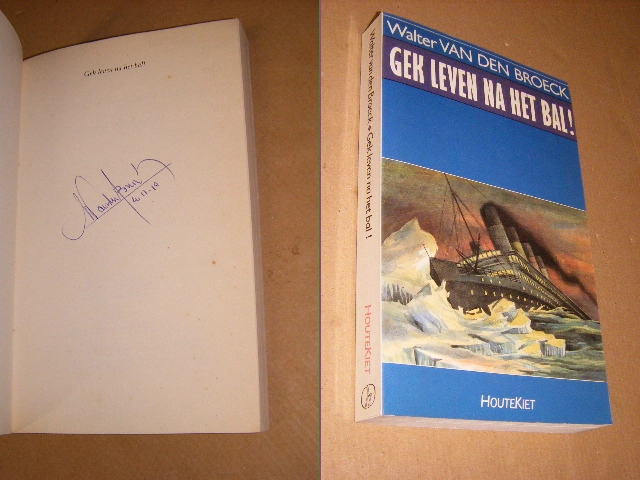 Gek leven na het bal!
Walter VAN DEN BROECK
GEK LEVEN NA HET BAL!
HOUTEKIET
Walter van den Broeck • Gek leven na het bal!
HOUTEKIET